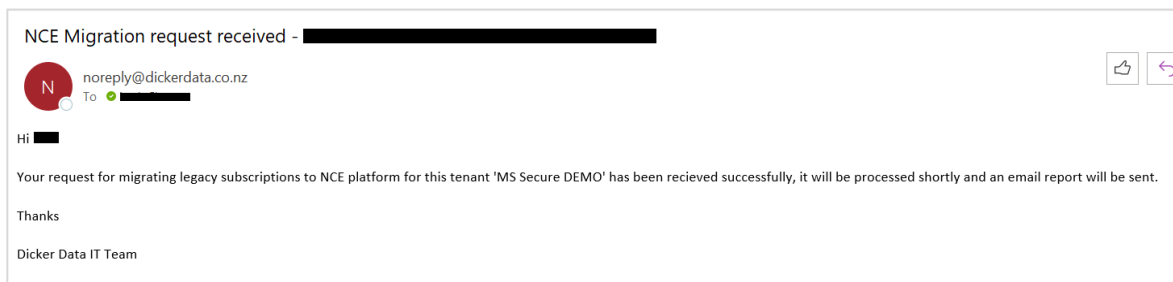 NCE Migration request received -
N
noreply@dickerdata.co.nz
To
Hi
Your request for migrating legacy subscriptions to NCE platform for this tenant 'MS Secure DEMO' has been recieved successfully, it will be processed shortly and an email report will be sent.
Thanks
Dicker Data IT Team